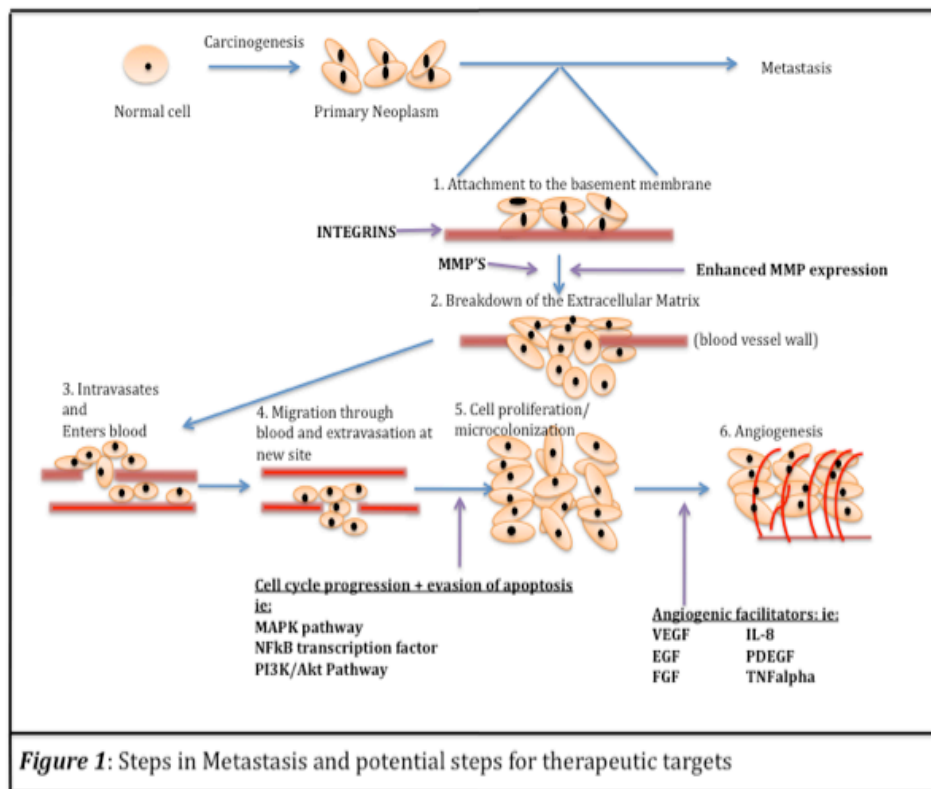 Carcinogenesis
Normal cell
Primary Neoplasm
Metastasis
1. Attachment to the basement membrane
INTEGRINS
MMP'S
Enhanced MMP expression
2. Breakdown of the Extracellular Matrix
(blood vessel wall)
3. Intravasates
and
Enters blood
4. Migration through
blood and extravasation at
new site
5. Cell proliferation/
microcolonization
6. Angiogenesis
Cell cycle progression + evasion of apoptosis
ie:
MAPK pathway
NFkB transcription factor
PI3K/Akt Pathway
Angiogenic facilitators: ie:
VEGF IL-8
EGF PDEGF
FGF TNFalpha
Figure 1: Steps in Metastasis and potential steps for therapeutic targets